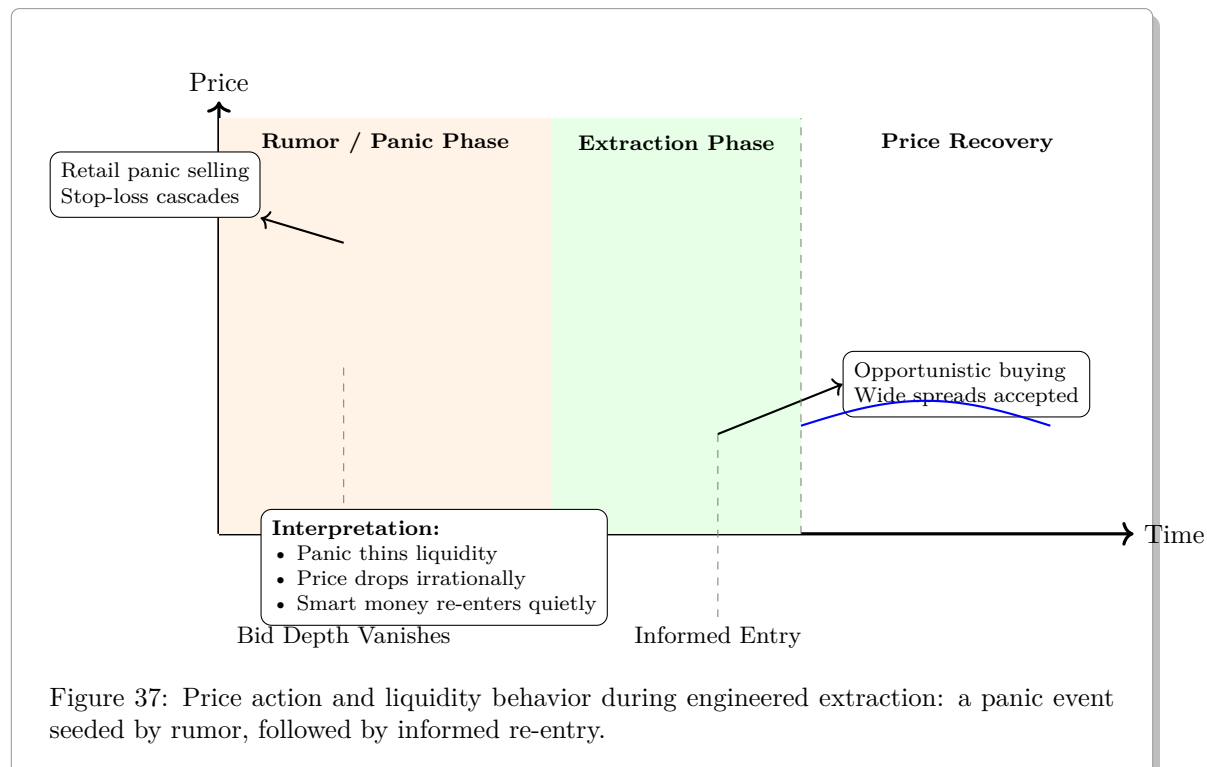 Price
Rumor / Panic Phase
Extraction Phase
Price Recovery
Retail panic selling
Stop-loss cascades
Opportunistic buying
Wide spreads accepted
Time
Interpretation:
• Panic thins liquidity
• Price drops irrationally
• Smart money re-enters quietly
Bid Depth Vanishes
Informed Entry
Figure 37: Price action and liquidity behavior during engineered extraction: a panic event
seeded by rumor, followed by informed re-entry.